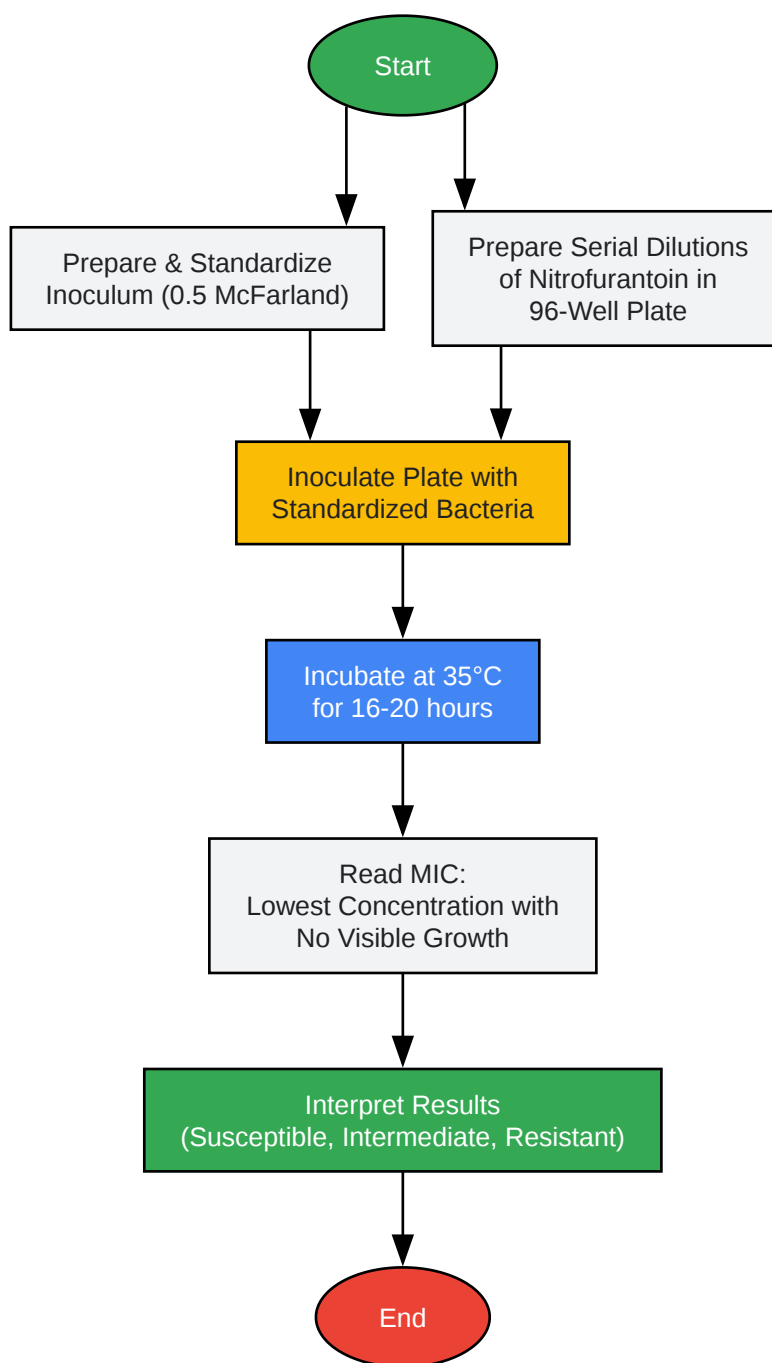 Start
Prepare & Standardize
Inoculum (0.5 McFarland)
Prepare Serial Dilutions
of Nitrofurantoin in
96-Well Plate
Inoculate Plate with
Standardized Bacteria
Incubate at 35°C
for 16-20 hours
Read MIC:
Lowest Concentration with
No Visible Growth
Interpret Results
(Susceptible, Intermediate, Resistant)
End